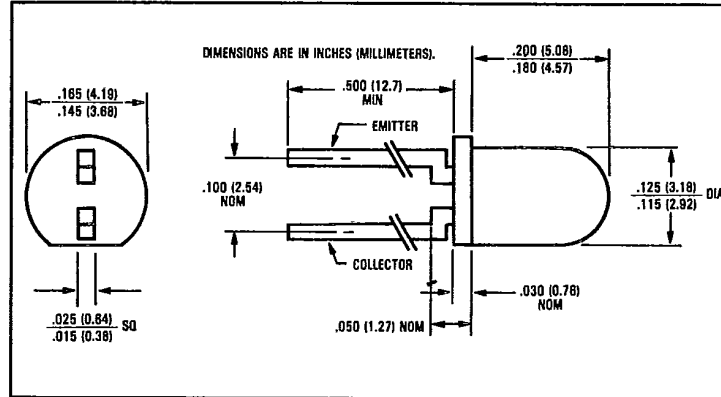 DIMENSIONS ARE IN INCHES (MILLIMETERS).
.200 (5.08)
.180 (4.57)
.165 (4.19)
.145 (3.68)
.500 (12.7)
MIN
EMITTER
.100 (2.54)
NOM
.125 (3.18) DIA
.115 (2.92)
COLLECTOR
.030 (0.78)
NOM
.025 (0.64) SQ
.015 (0.38)
.050 (1.27) NOM